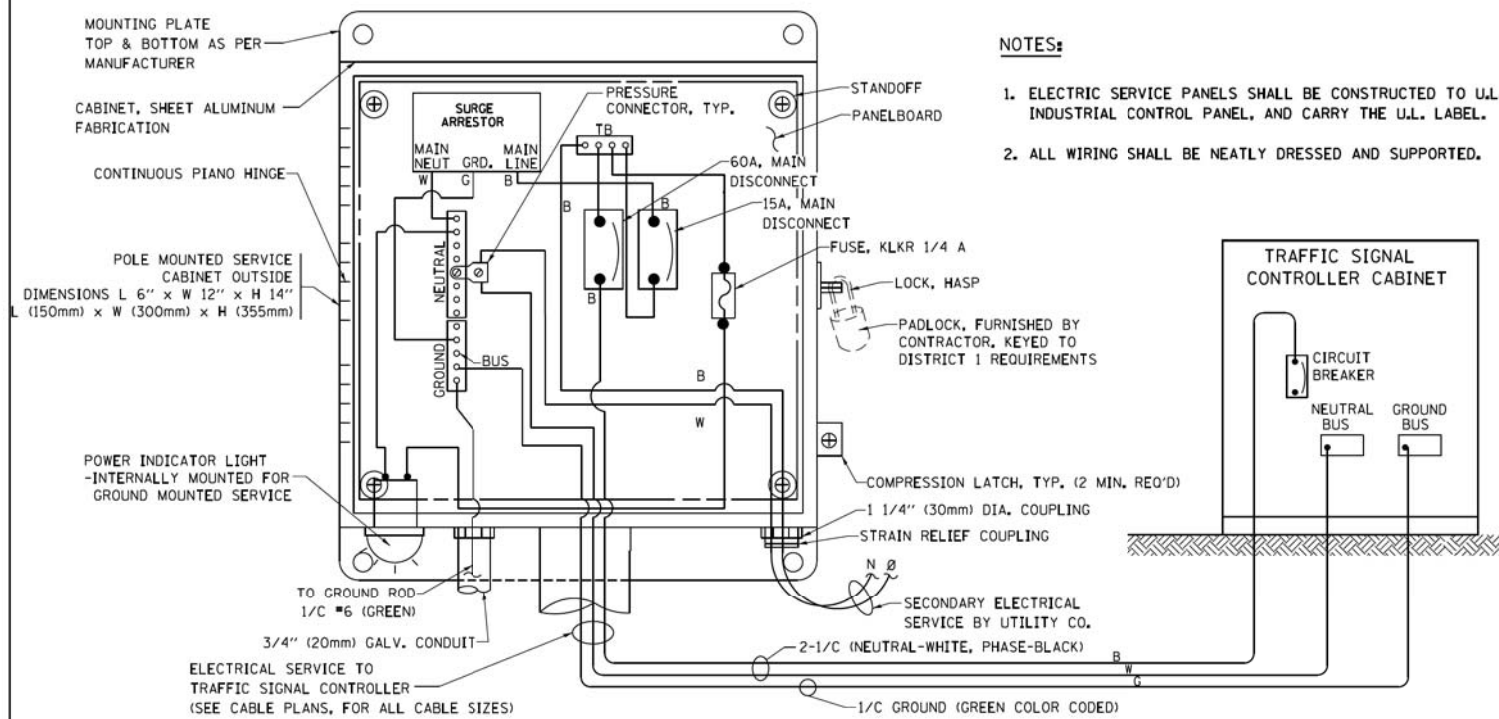 MOUNTING PLATE
TOP & BOTTOM AS PER
MANUFACTURER
CABINET, SHEET ALUMINUM
FABRICATION
CONTINUOUS PIANO HINGE
POLE MOUNTED SERVICE
CABINET OUTSIDE
DIMENSIONS L 6" x W 12" x H 14"
L (150mm) x W (300mm) x H (355mm)
POWER INDICATOR LIGHT
-INTERNALLY MOUNTED FOR
GROUND MOUNTED SERVICE
TO GROUND ROD
1/C #6 (GREEN)
3/4" (20mm) GALV. CONDUIT
ELECTRICAL SERVICE TO
TRAFFIC SIGNAL CONTROLLER
(SEE CABLE PLANS, FOR ALL CABLE SIZES)
SURGE
ARRESTOR
MAIN
NEUT
GRD.
MAIN
LINE
W
G
B
PRESSURE
CONNECTOR, TYP.
TB
60A, MAIN
DISCONNECT
15A, MAIN
DISCONNECT
B
B
B
NEUTRAL
GROUND
BUS
B
W
STANDOFF
PANELBOARD
FUSE, KLKR 1/4 A
LOCK, HASP
PADLOCK, FURNISHED BY
CONTRACTOR. KEYED TO
DISTRICT 1 REQUIREMENTS
COMPRESSION LATCH, TYP. (2 MIN. REQ'D)
1 1/4" (30mm) DIA. COUPLING
STRAIN RELIEF COUPLING
N Ø
SECONDARY ELECTRICAL
SERVICE BY UTILITY CO.
2-1/C (NEUTRAL-WHITE, PHASE-BLACK)
B
W
G
1/C GROUND (GREEN COLOR CODED)
NOTES:
1. ELECTRIC SERVICE PANELS SHALL BE CONSTRUCTED TO U.L
INDUSTRIAL CONTROL PANEL, AND CARRY THE U.L. LABEL.
2. ALL WIRING SHALL BE NEATLY DRESSED AND SUPPORTED.
TRAFFIC SIGNAL
CONTROLLER CABINET
CIRCUIT
BREAKER
NEUTRAL
BUS
GROUND
BUS